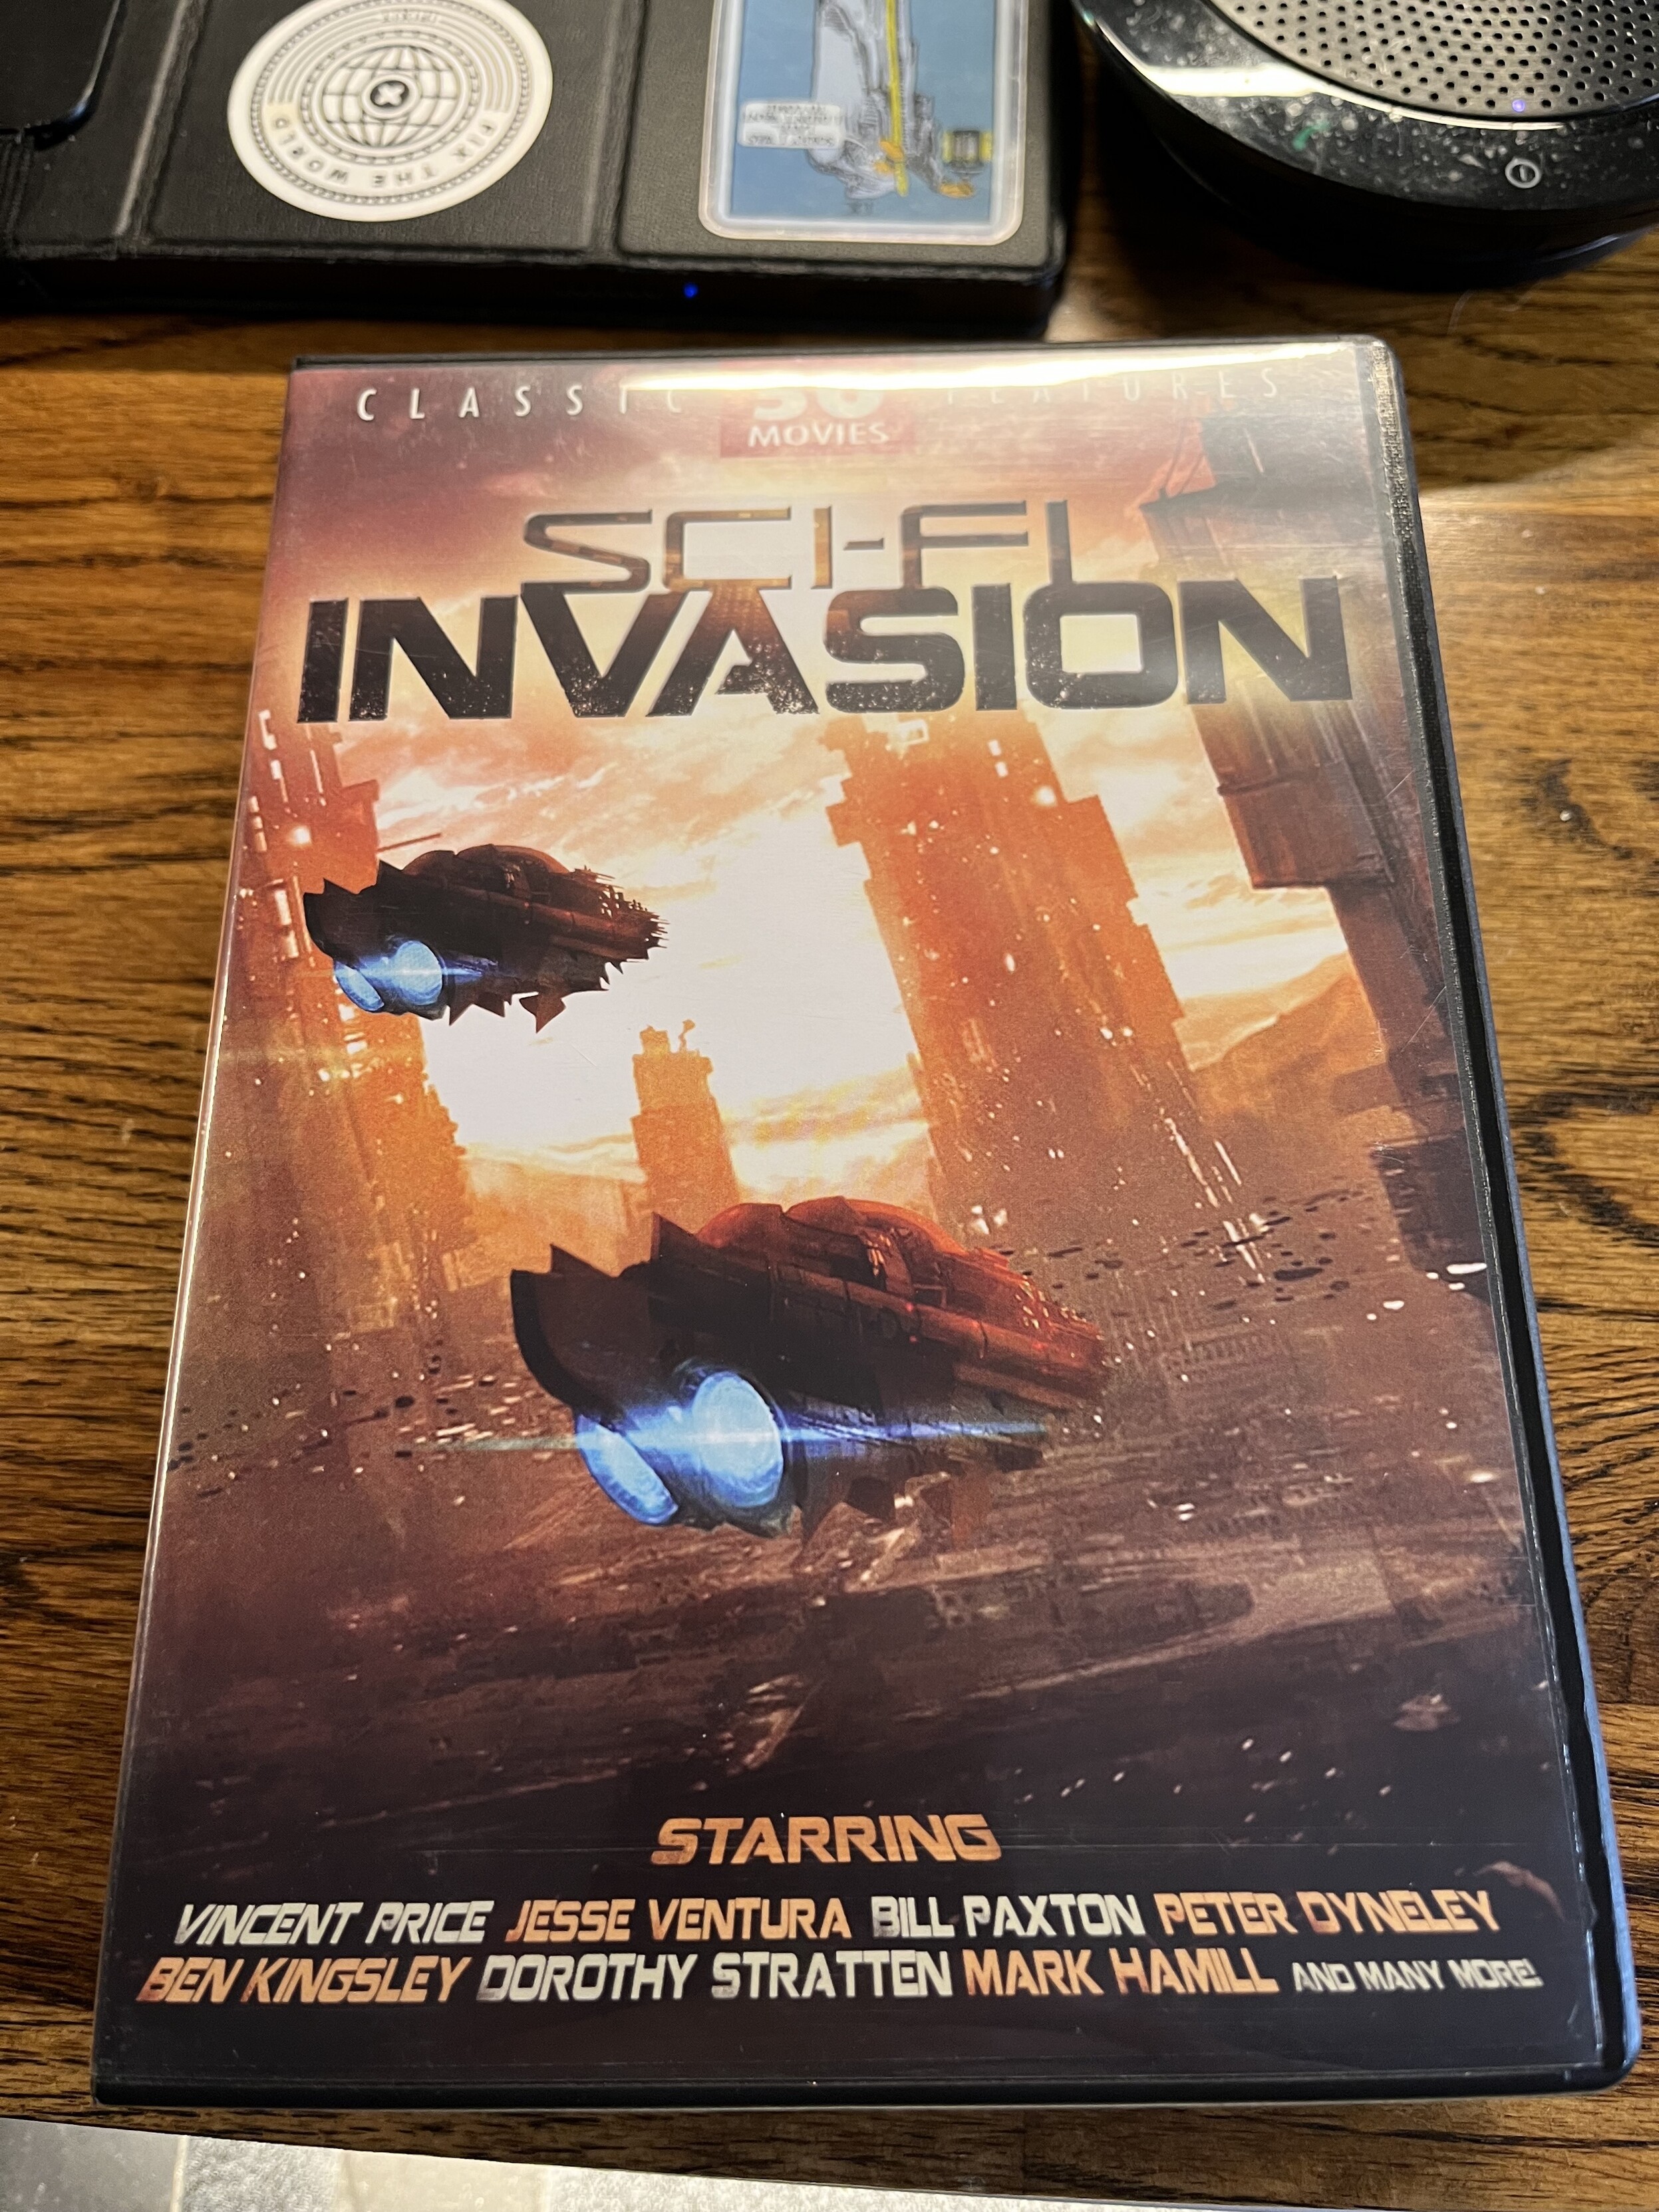 FIX THE WORLD
CLASSIC FEATURES
MOVIES
SCI-FI
INVASION
STARRING
VINCENT PRICE JESSE VENTURA BILL PAXTON PETER DYNELEY
BEN KINGSLEY DOROTHY STRATTEN MARK HAMILL AND MANY MORE!